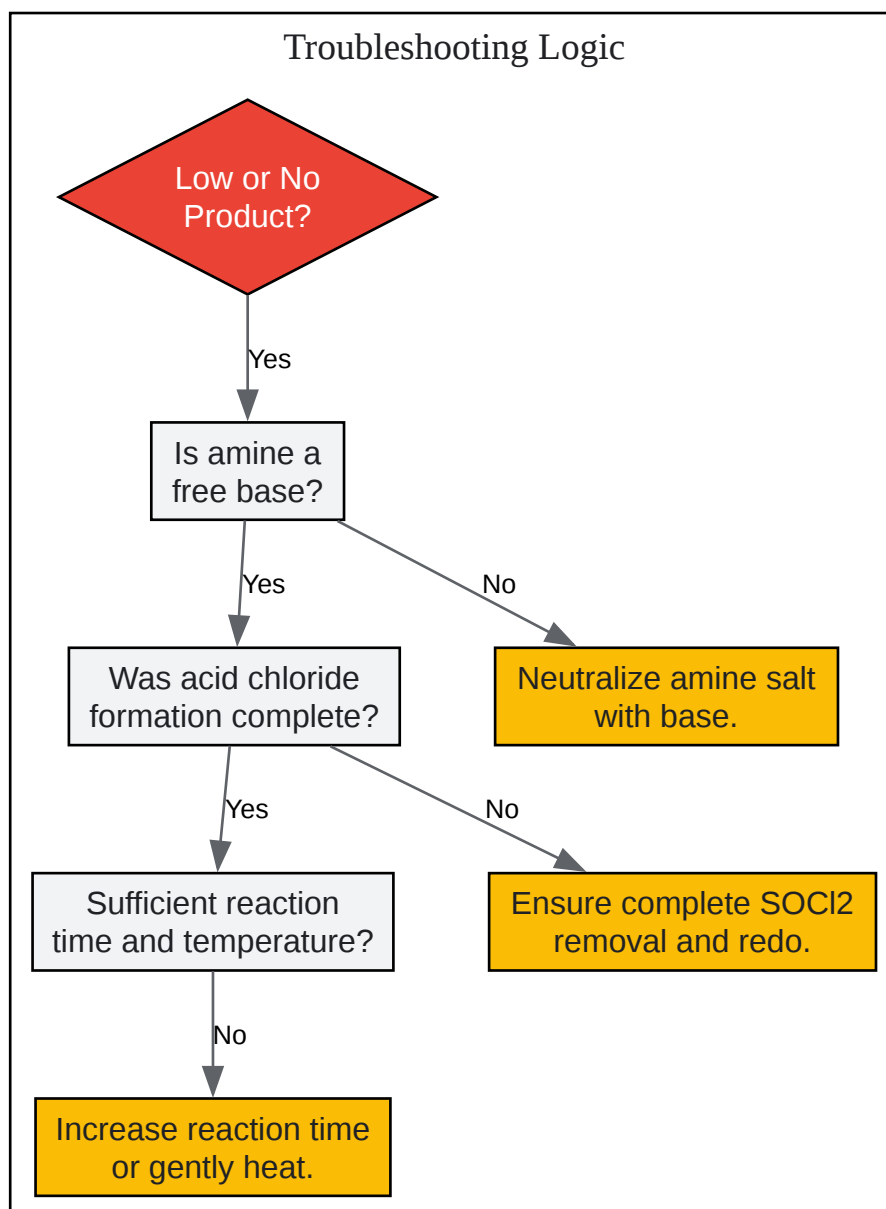 Troubleshooting Logic
Low or No
Product?
Yes
Is amine a
free base?
Yes
No
Was acid chloride
formation complete?
Neutralize amine salt
with base.
Yes
No
Sufficient reaction
time and temperature?
Ensure complete SOCl2
removal and redo.
No
Increase reaction time
or gently heat.